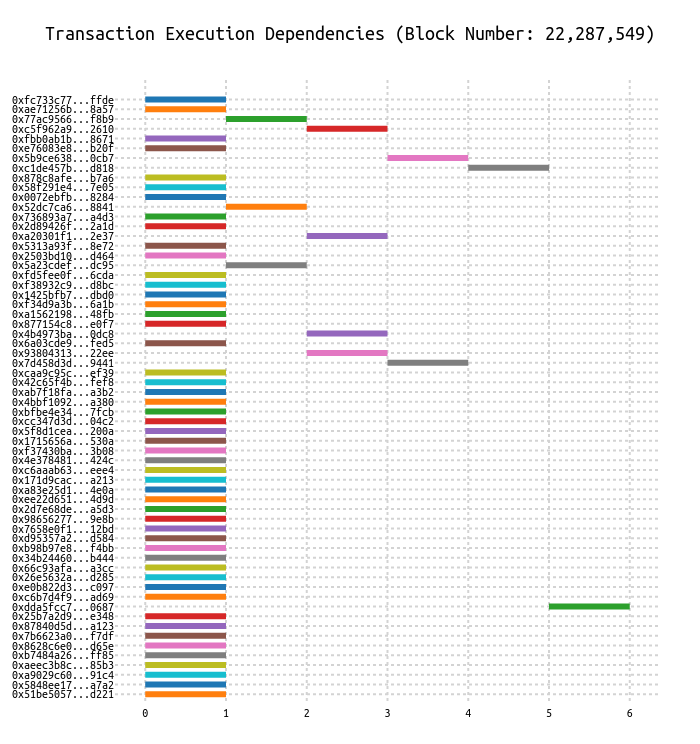 Transaction Execution Dependencies (Block Number: 22,287,549)
0xfc733c77...ffde
0xae71256b...8a57
0x77ac9566...f8b9
0xc5f962a9...2610
0xfbb0ab1b...8671
0xe76083e8...b20f
0x5b9ce638...0cb7
0xc1de457b...d818
0x878c8afe...b7a6
0x58f291e4...7e05
0x0072ebfb...8284
0x52dc7ca6...8841
0x736893a7...a4d3
0x2d89426f...2a1d
0xa20301f1...2e37
0x5313a93f...8e72
0x2503bd10...d464
0x5a23cdef...dc95
0xfd5fee0f...6cda
0xf38932c9...d8bc
0x1425bfb7...dbd0
0xf34d9a3b...6a1b
0xa1562198...48fb
0x877154c8...e0f7
0x4b4973ba...0dc8
0x6a03cde9...fed5
0x93804313...22ee
0x7d458d3d...9441
0xcaa9c95c...ef39
0x42c65f4b...fef8
0xab7f18fa...a3b2
0x4bbf1092...a380
0xbfbe4e34...7fcb
0xcc347d3d...04c2
0x5f8d1cea...200a
0x1715656a...530a
0xf37430ba...3b08
0x4e378481...424c
0xc6aaab63...eee4
0x171d9cac...a213
0xa83e25d1...4e0a
0xee22d651...4d9d
0x2d7e68de...a5d3
0x98656277...9e8b
0x7658e0f1...12bd
0xd95357a2...d584
0xb98b97e8...f4bb
0x34b24460...b444
0x66c93afa...a3cc
0x26e5632a...d285
0xe0b822d3...c097
0xc6b7d4f9...ad69
0xdda5fcc7...0687
0x25b7a2d9...e348
0x87840d5d...a123
0x7b6623a0...f7df
0x8628c6e0...d65e
0xb7484a26...ff85
0xaeec3b8c...85b3
0xa9029c60...91c4
0x5848ee17...a7a2
0x51be5057...d221
0 1 2 3 4 5 6